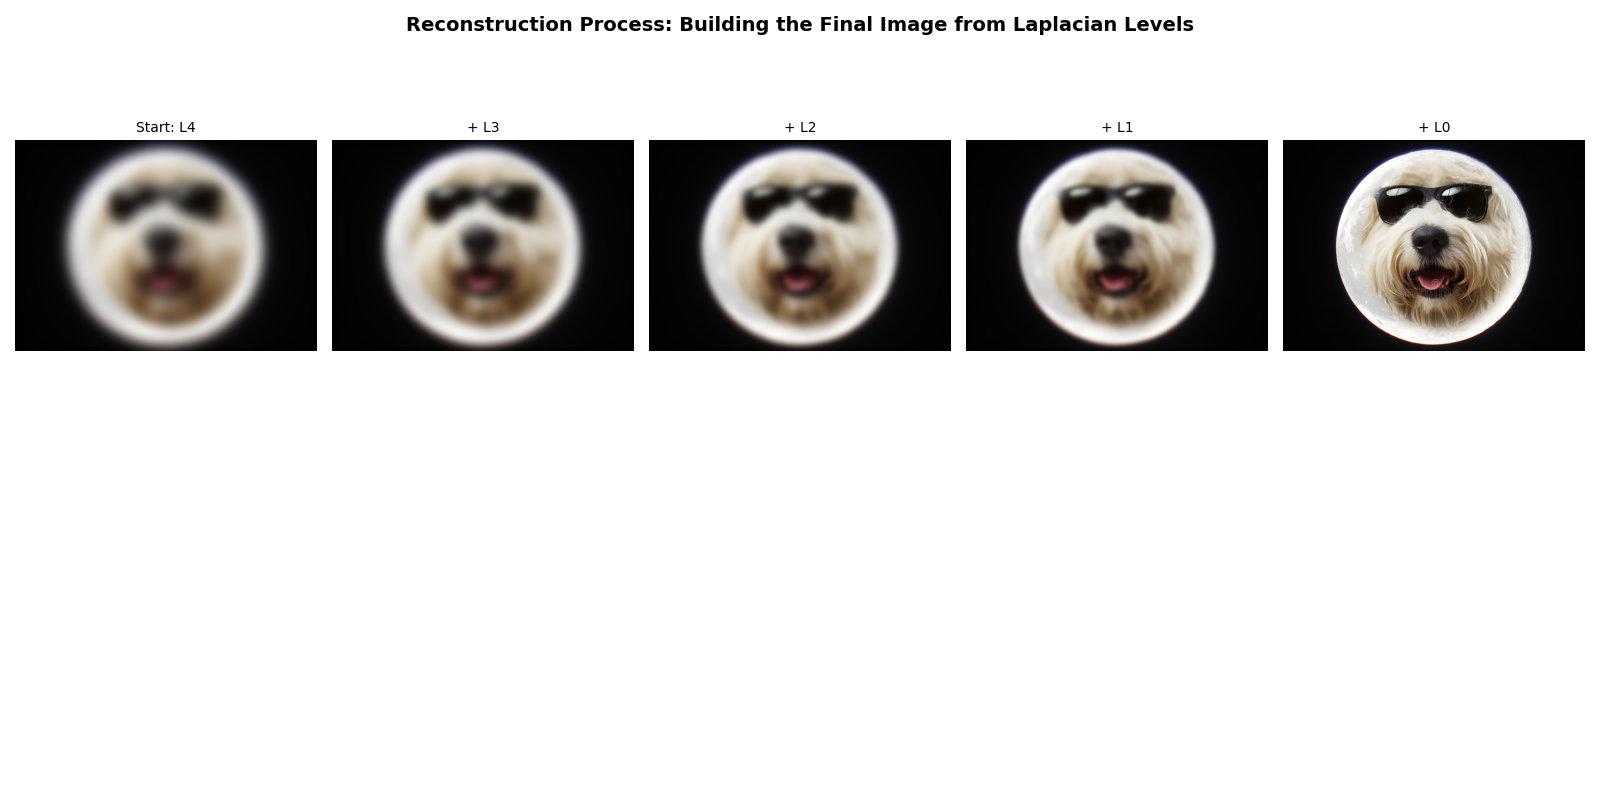 Reconstruction Process: Building the Final Image from Laplacian Levels
Start: L4
+ L3
+ L2
+ L1
+ L0